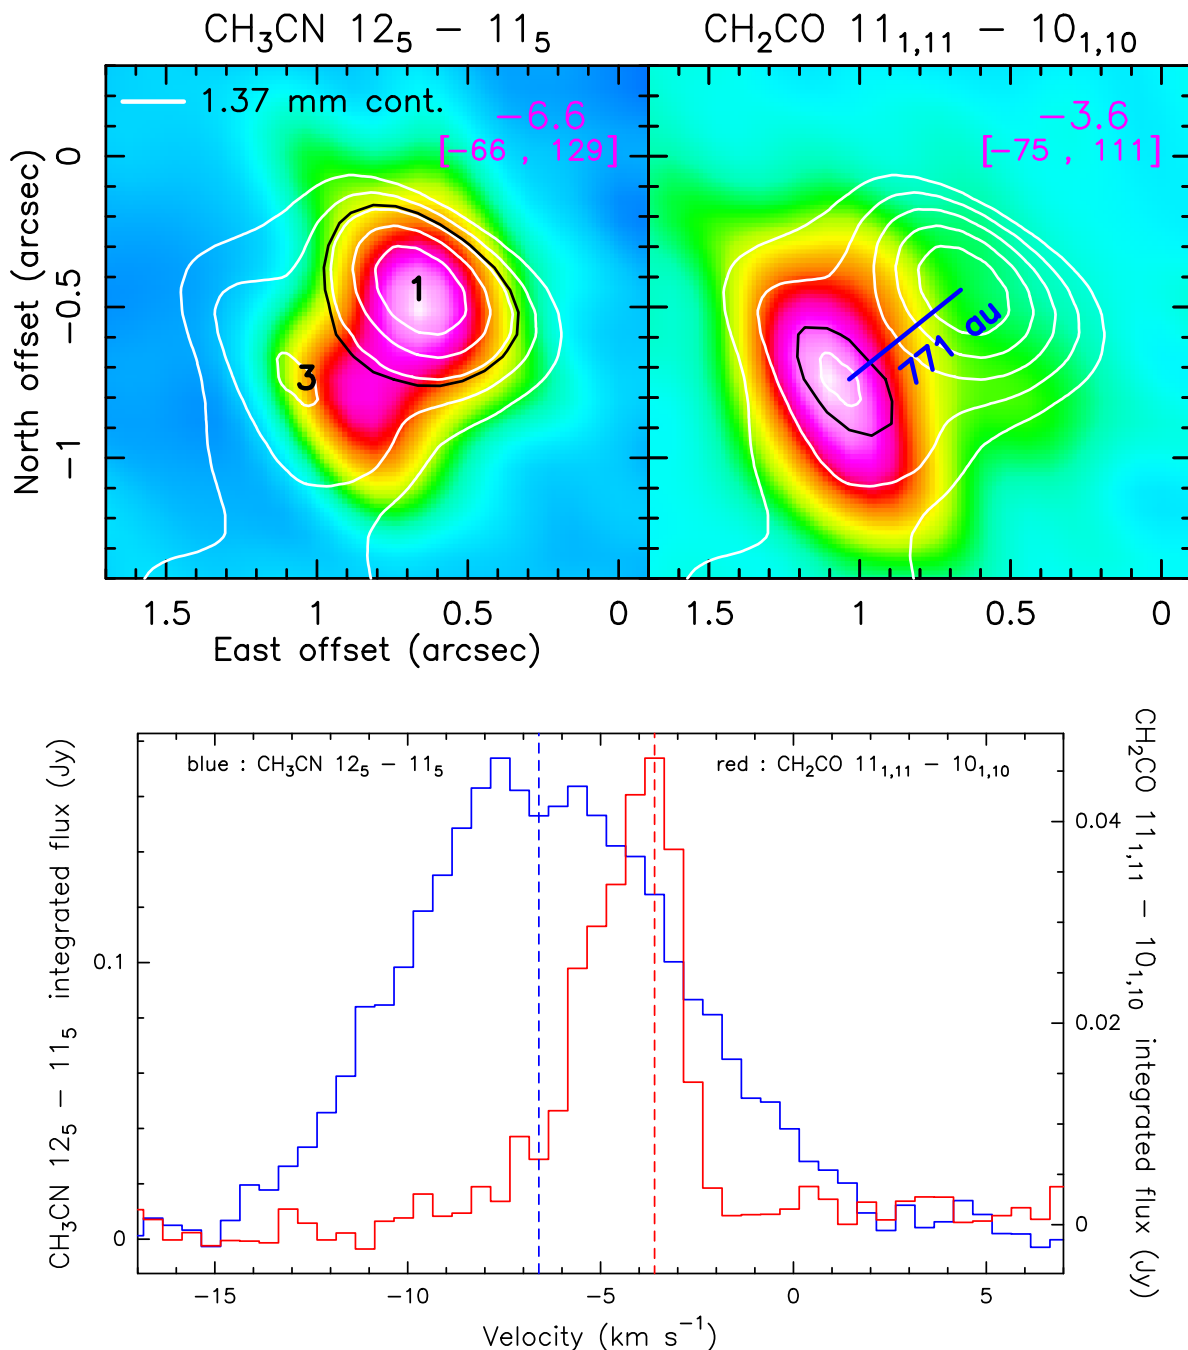 CH₃CN 12₅ − 11₅
CH₂CO 11₁,₁₁ − 10₁,₁₀
1.37 mm cont.
−6.6
[−66 , 129]
−3.6
[−75 , 111]
1
3
771 au
North offset (arcsec)
0
−0.5
−1
1.5
1
0.5
0
1.5
1
0.5
0
East offset (arcsec)
blue : CH₃CN 12₅ − 11₅
red : CH₂CO 11₁,₁₁ − 10₁,₁₀
CH₃CN 12₅ − 11₅ integrated flux (Jy)
0.1
0
CH₂CO 11₁,₁₁ − 10₁,₁₀ integrated flux (Jy)
0.04
0.02
0
−15
−10
−5
0
5
Velocity (km s⁻¹)